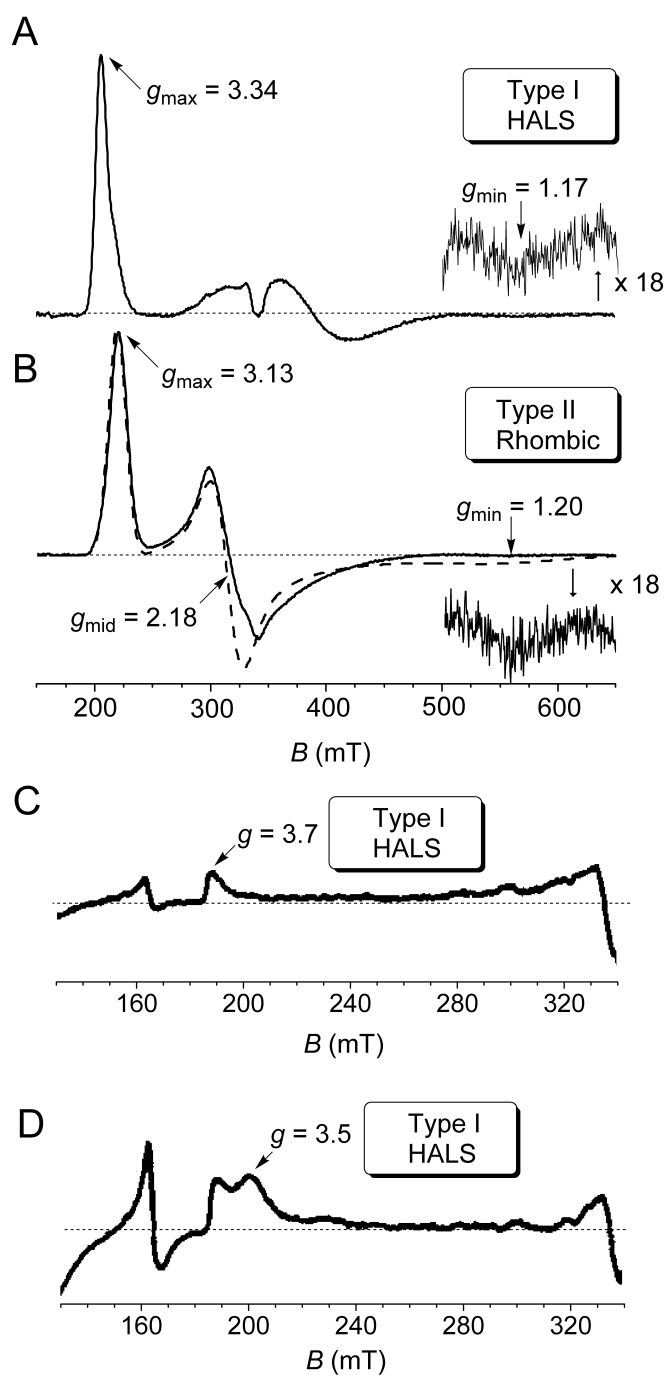 A
gmax = 3.34
Type I
HALS
gmin = 1.17
x 18
B
gmax = 3.13
Type II
Rhombic
gmin = 1.20
x 18
gmid = 2.18
200 300 400 500 600
B (mT)
C
g = 3.7
Type I
HALS
160 200 240 280 320
B (mT)
D
g = 3.5
Type I
HALS
160 200 240 280 320
B (mT)